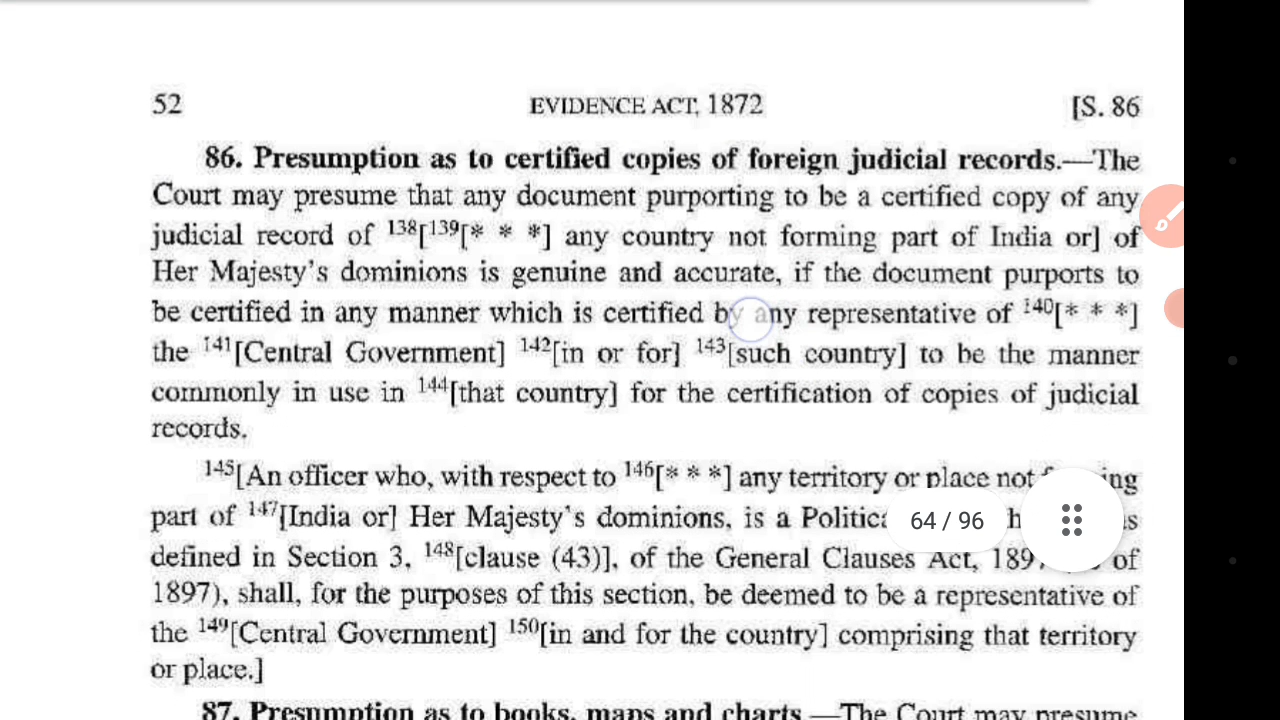 52 EVIDENCE ACT, 1872 [S. 86
86. Presumption as to certified copies of foreign judicial records.—The
Court may presume that any document purporting to be a certified copy of any
judicial record of 138[139[* * *] any country not forming part of India or] of
Her Majesty's dominions is genuine and accurate, if the document purports to
be certified in any manner which is certified by any representative of 140[* * *]
the 141[Central Government] 142[in or for] 143[such country] to be the manner
commonly in use in 144[that country] for the certification of copies of judicial
records.
145[An officer who, with respect to 146[* * *] any territory or place not
part of 147[India or] Her Majesty's dominions, is a
64 / 96
defined in Section 3, 148[clause (43)], of the General Clauses Act, of
1897), shall, for the purposes of this section, be deemed to be a representative of
the 149[Central Government] 150[in and for the country] comprising that territory
or place.]
87. Presumption as to books, maps and charts.—The Court may presume